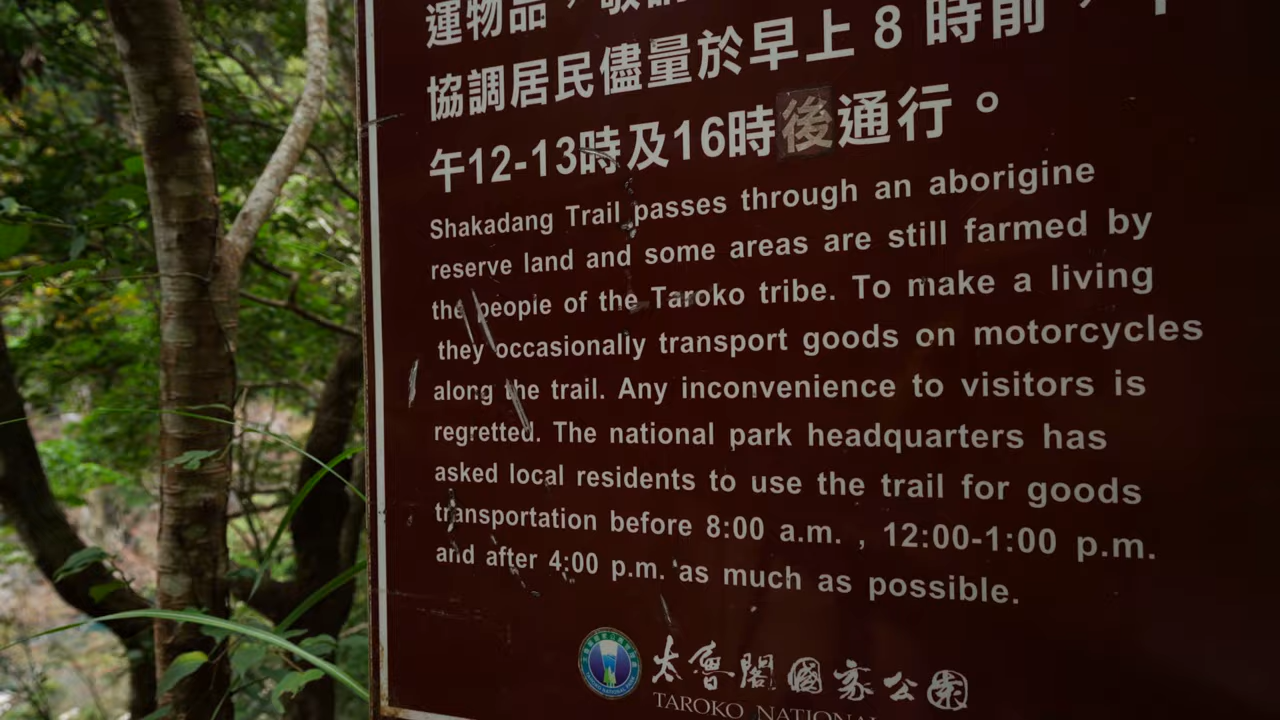 運物品，敬請
協調居民儘量於早上 8 時前，中
午12-13時及16時後通行。
Shakadang Trail passes through an aborigine
reserve land and some areas are still farmed by
the people of the Taroko tribe. To make a living
they occasionally transport goods on motorcycles
along the trail. Any inconvenience to visitors is
regretted. The national park headquarters has
asked local residents to use the trail for goods
transportation before 8:00 a.m. , 12:00-1:00 p.m.
and after 4:00 p.m. as much as possible.
太魯閣國家公園
TAROKO NATIONAL